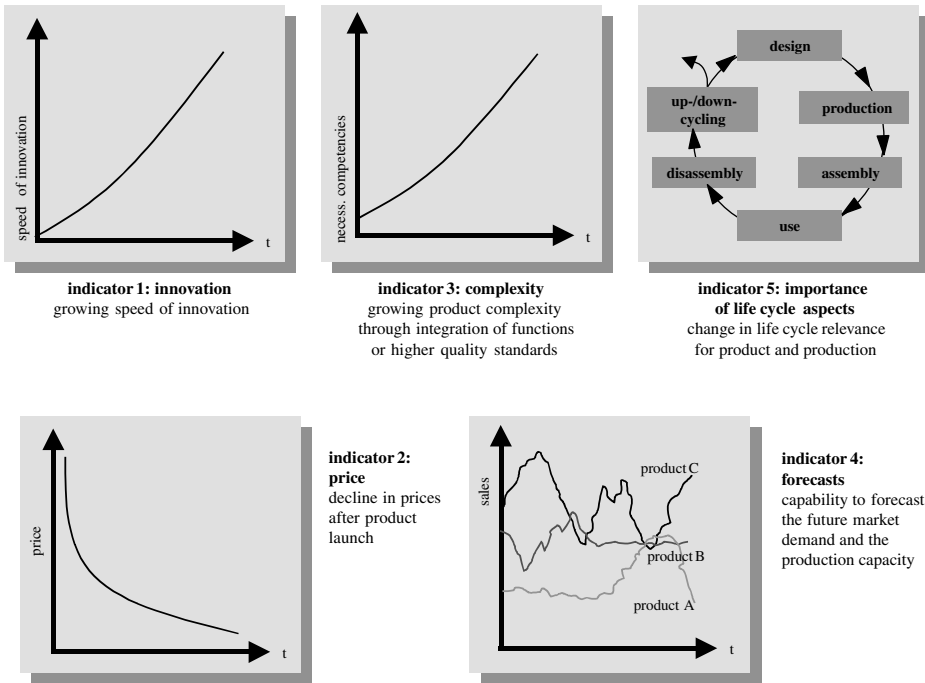 speed of innovation
t
indicator 1: innovation
growing speed of innovation
necess. competencies
t
indicator 3: complexity
growing product complexity
through integration of functions
or higher quality standards
design
production
assembly
use
disassembly
up-/down-
cycling
indicator 5: importance
of life cycle aspects
change in life cycle relevance
for product and production
price
t
indicator 2:
price
decline in prices
after product
launch
sales
product C
product B
product A
t
indicator 4:
forecasts
capability to forecast
the future market
demand and the
production capacity